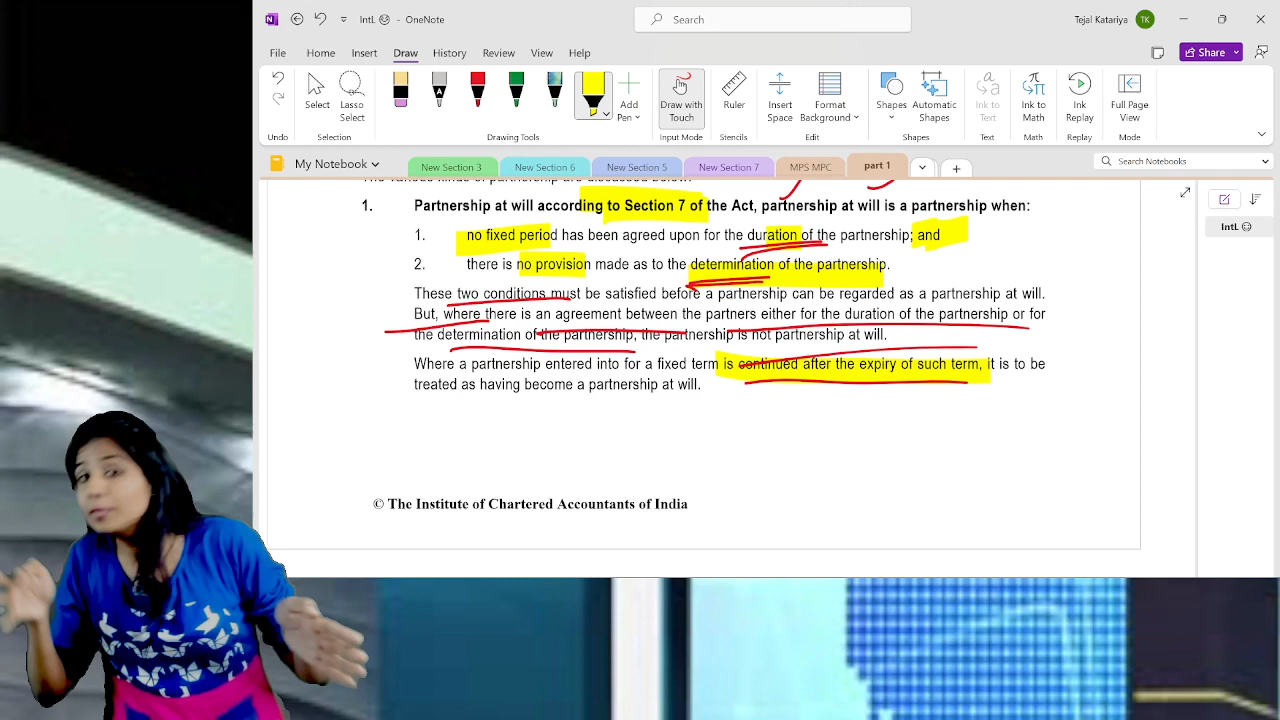 IntL - OneNote
Search
Tejal Katariya
TK
File Home Insert Draw History Review View Help
Share
Select
Lasso Select
Add Pen
Draw with Touch
Ruler
Insert Space
Format Background
Shapes
Automatic Shapes
Ink to Text
Ink to Math
Ink Replay
Full Page View
Undo
Selection
Drawing Tools
Input Mode
Stencils
Edit
Shapes
Text
Math
Replay
Mode
My Notebook
New Section 3
New Section 6
New Section 5
New Section 7
MPS MPC
part 1
Search Notebooks
IntL
1. Partnership at will according to Section 7 of the Act, partnership at will is a partnership when:
1. no fixed period has been agreed upon for the duration of the partnership; and
2. there is no provision made as to the determination of the partnership.
These two conditions must be satisfied before a partnership can be regarded as a partnership at will.
But, where there is an agreement between the partners either for the duration of the partnership or for
the determination of the partnership, the partnership is not partnership at will.
Where a partnership entered into for a fixed term is continued after the expiry of such term, it is to be
treated as having become a partnership at will.
© The Institute of Chartered Accountants of India